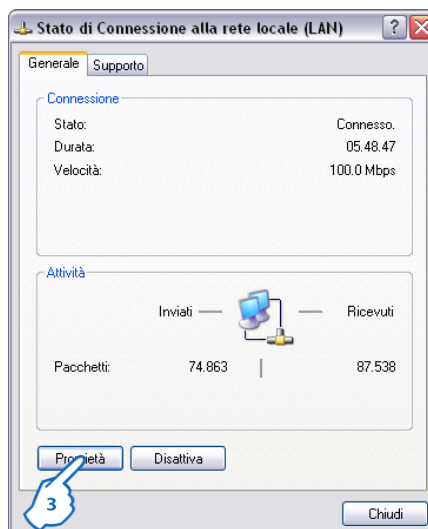 Stato di Connessione alla rete locale (LAN)
Generale Supporto
Connessione
Stato: Connesso.
Durata: 05.48.47
Velocità: 100.0 Mbps
Attività
Inviati Ricevuti
Pacchetti: 74.863 87.538
Proprietà Disattiva
3
Chiudi